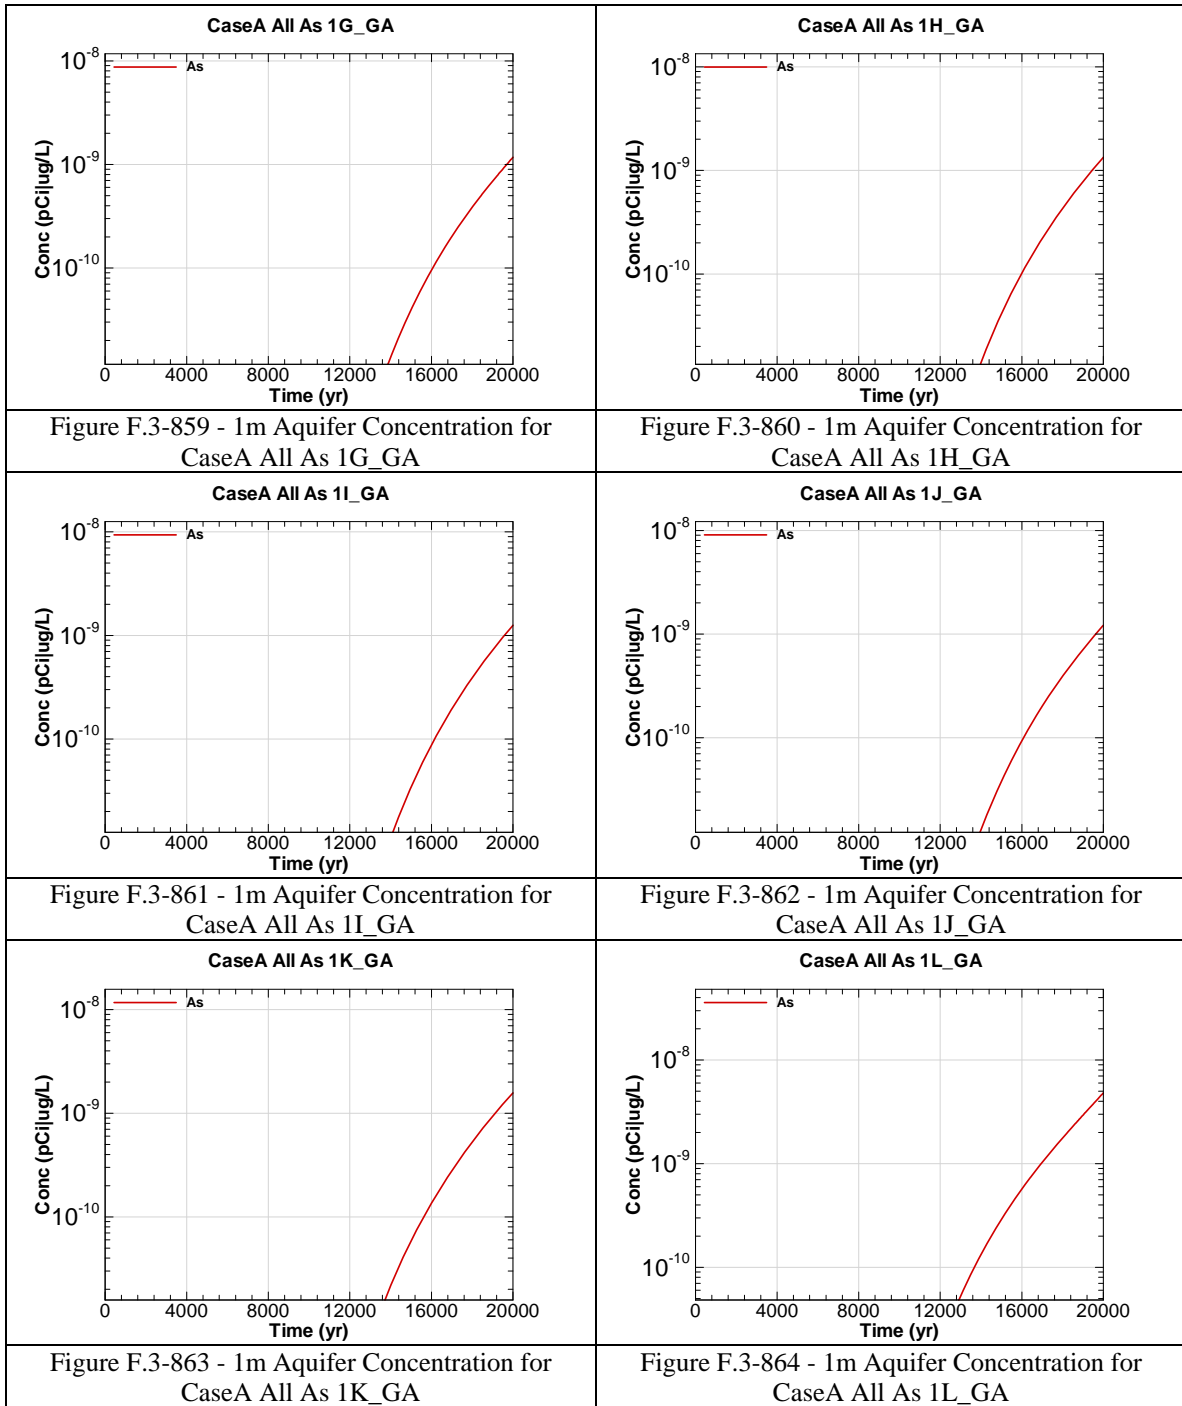 CaseA All As 1G_GA
As
10-8
10-9
10-10
Conc (pCi|ug/L)
0 4000 8000 12000 16000 20000
Time (yr)
Figure F.3-859 - 1m Aquifer Concentration for
CaseA All As 1G_GA
CaseA All As 1H_GA
As
10-8
10-9
10-10
Conc (pCi|ug/L)
0 4000 8000 12000 16000 20000
Time (yr)
Figure F.3-860 - 1m Aquifer Concentration for
CaseA All As 1H_GA
CaseA All As 1I_GA
As
10-8
10-9
10-10
Conc (pCi|ug/L)
0 4000 8000 12000 16000 20000
Time (yr)
Figure F.3-861 - 1m Aquifer Concentration for
CaseA All As 1I_GA
CaseA All As 1J_GA
As
10-8
10-9
10-10
Conc (pCi|ug/L)
0 4000 8000 12000 16000 20000
Time (yr)
Figure F.3-862 - 1m Aquifer Concentration for
CaseA All As 1J_GA
CaseA All As 1K_GA
As
10-8
10-9
10-10
Conc (pCi|ug/L)
0 4000 8000 12000 16000 20000
Time (yr)
Figure F.3-863 - 1m Aquifer Concentration for
CaseA All As 1K_GA
CaseA All As 1L_GA
As
10-8
10-9
10-10
Conc (pCi|ug/L)
0 4000 8000 12000 16000 20000
Time (yr)
Figure F.3-864 - 1m Aquifer Concentration for
CaseA All As 1L_GA